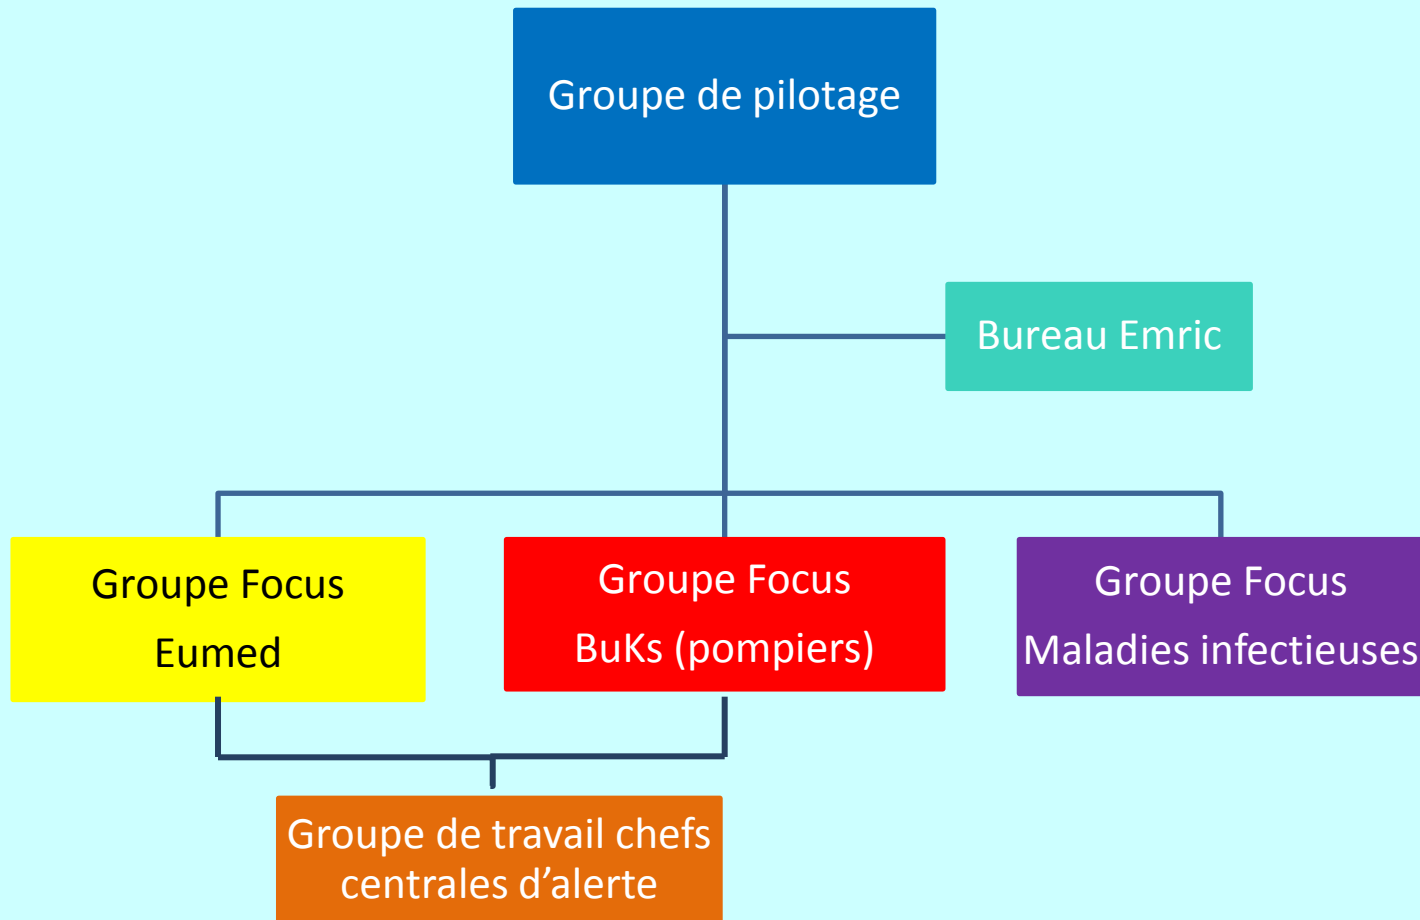 Groupe de pilotage
Bureau Emric
Groupe Focus
Eumed
Groupe Focus
BuKs (pompiers)
Groupe Focus
Maladies infectieuses
Groupe de travail chefs
centrales d’alerte